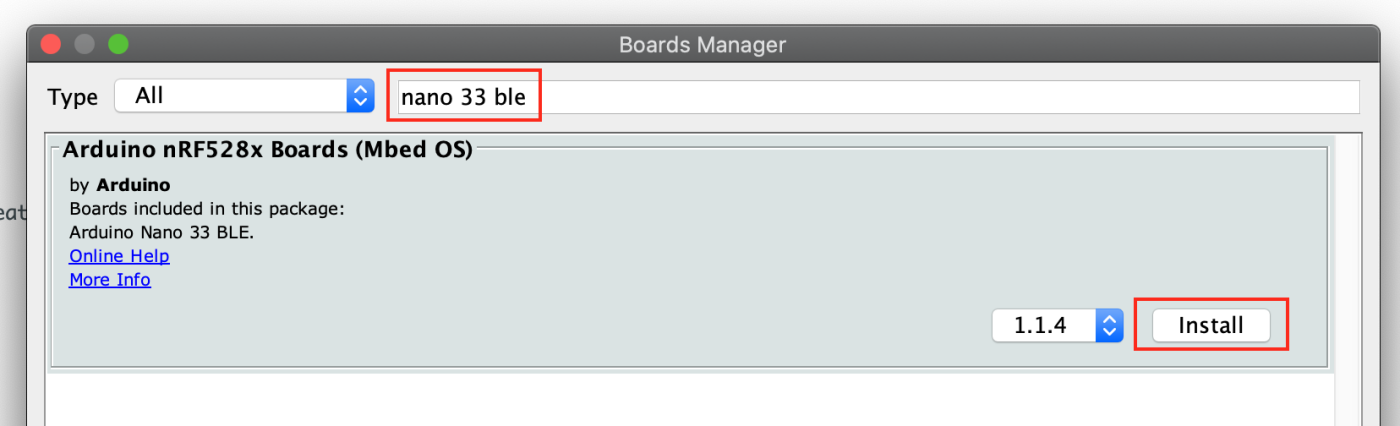 Boards Manager
Type All nano 33 ble
Arduino nRF528x Boards (Mbed OS)
by Arduino
Boards included in this package:
eat
Arduino Nano 33 BLE.
Online Help
More Info
1.1.4 Install